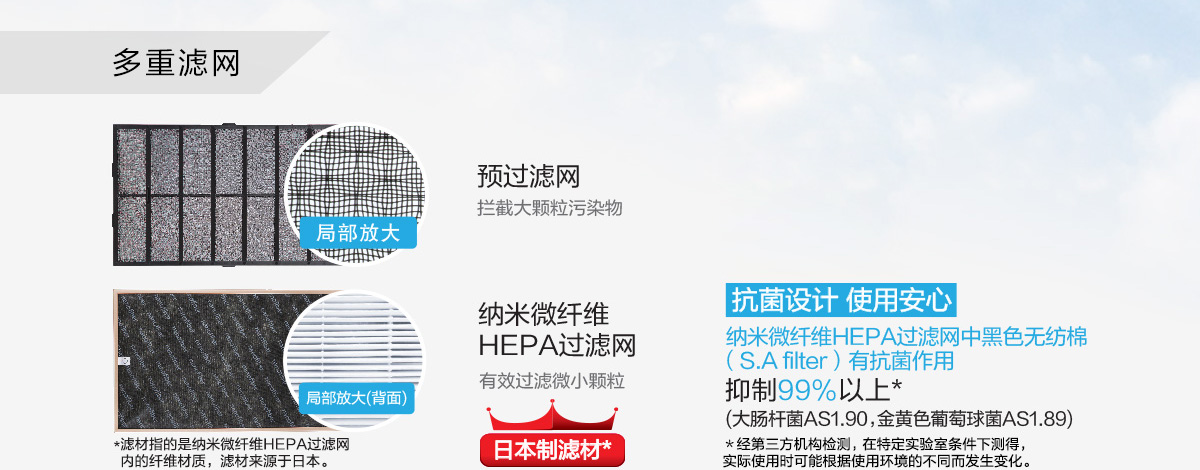 多重滤网
局部放大
预过滤网
拦截大颗粒污染物
局部放大(背面)
*滤材指的是纳米微纤维HEPA过滤网
内的纤维材质，滤材来源于日本。
纳米微纤维
HEPA过滤网
有效过滤微小颗粒
日本制滤材*
抗菌设计 使用安心
纳米微纤维HEPA过滤网中黑色无纺棉
（S.A filter）有抗菌作用
抑制99%以上*
(大肠杆菌AS1.90，金黄色葡萄球菌AS1.89)
*经第三方机构检测，在特定实验室条件下测得，
实际使用时可能根据使用环境的不同而发生变化。